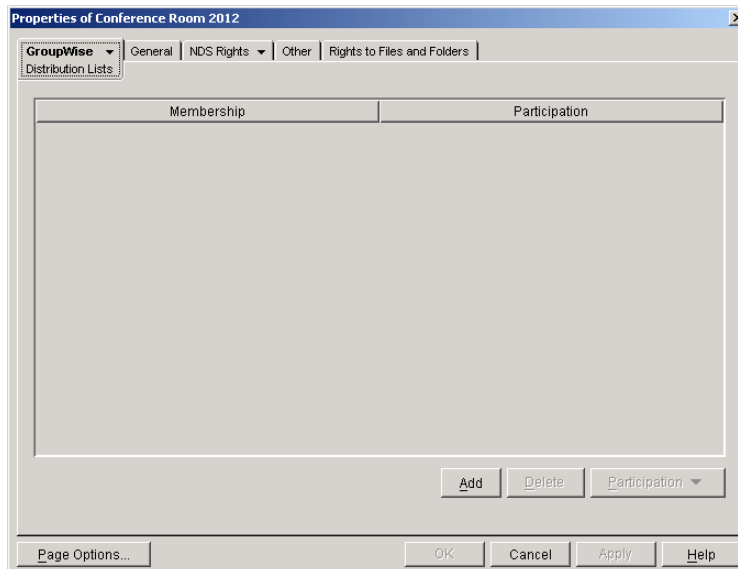 Properties of Conference Room 2012
GroupWise General NDS Rights Other Rights to Files and Folders
Distribution Lists
Membership Participation
Add Delete Participation
Page Options... OK Cancel Apply Help